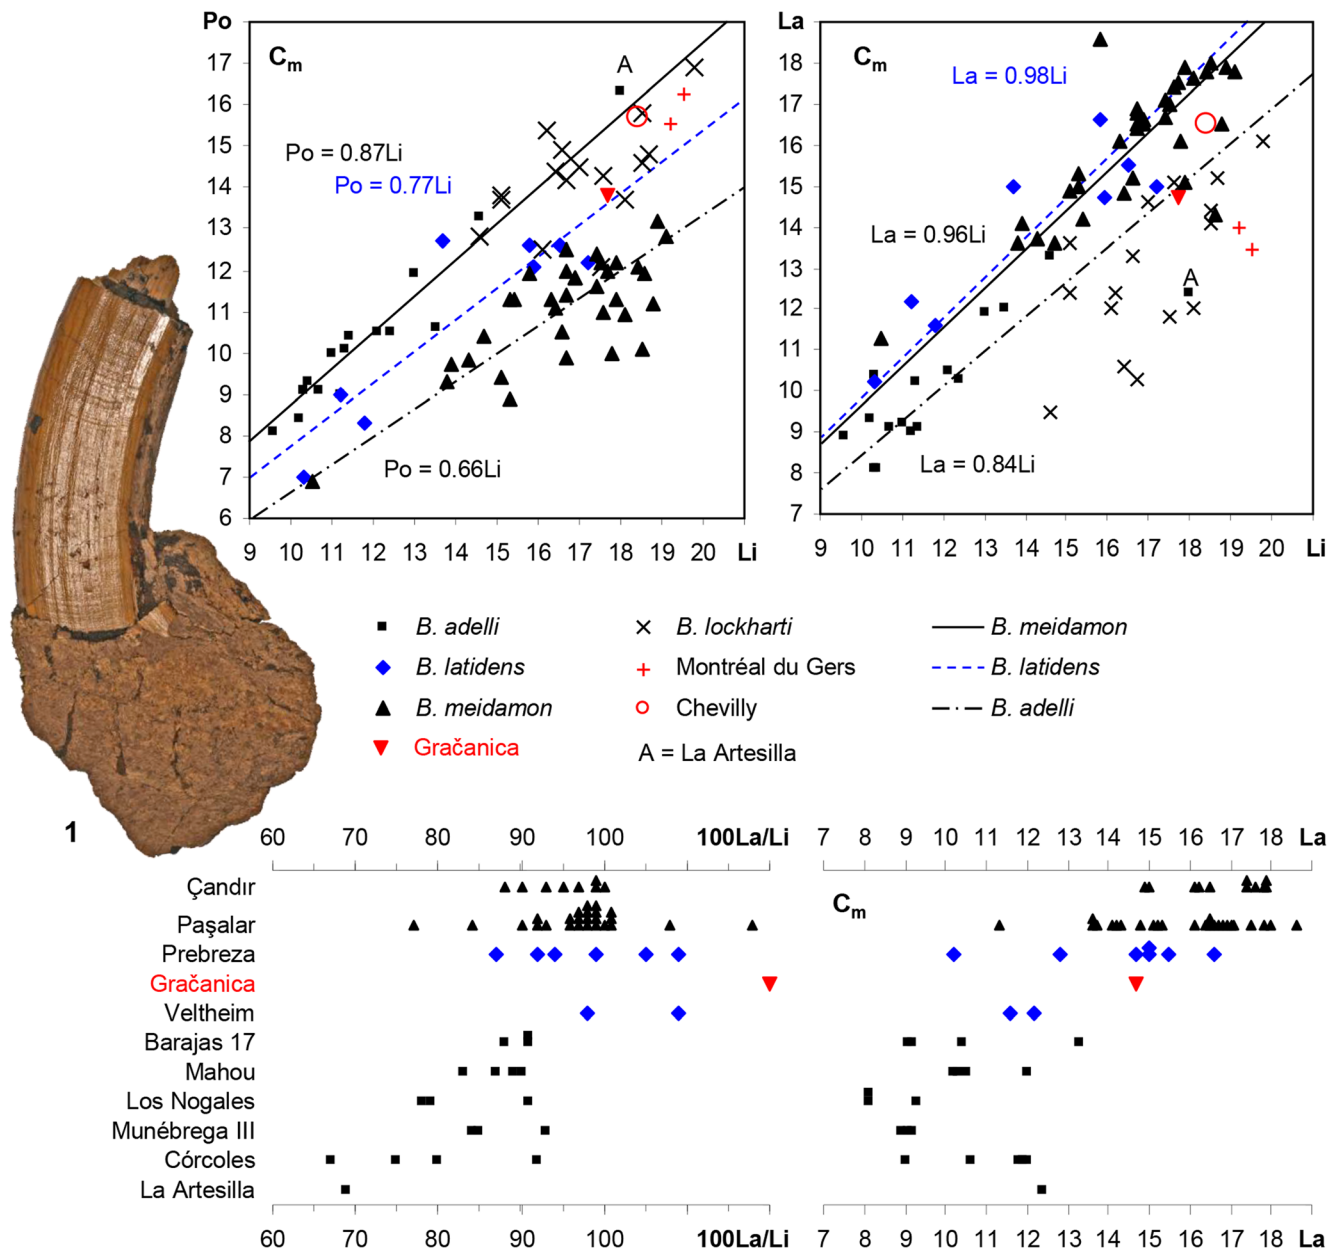 Po
17
16
15
14
13
12
11
10
9
8
7
6
Cm
A
Po = 0.87Li
Po = 0.77Li
Po = 0.66Li
9 10 11 12 13 14 15 16 17 18 19 20 Li
La
18
17
16
15
14
13
12
11
10
9
8
7
Cm
La = 0.98Li
La = 0.96Li
A
La = 0.84Li
9 10 11 12 13 14 15 16 17 18 19 20 Li
B. adelli B. lockharti B. meidamon
B. latidens Montréal du Gers B. latidens
B. meidamon Chevilly B. adelli
Gračanica A = La Artesilla
1
60 70 80 90 100 100La/Li
7 8 9 10 11 12 13 14 15 16 17 18 La
Cm
Çandır
Paşalar
Prebreza
Gračanica
Veltheim
Barajas 17
Mahou
Los Nogales
Munébrega III
Córcoles
La Artesilla
60 70 80 90 100 100La/Li
7 8 9 10 11 12 13 14 15 16 17 18 La